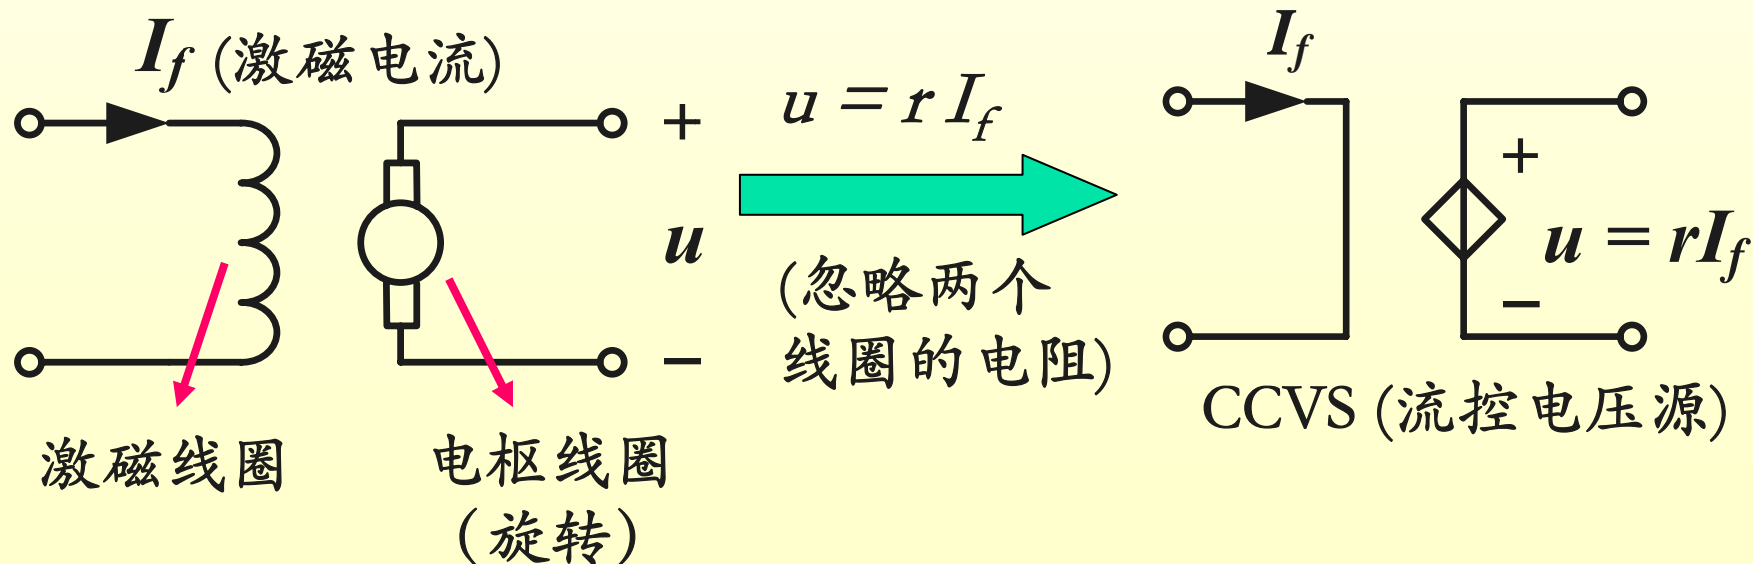 I_f (激磁电流)
+
u
−
激磁线圈
电枢线圈
(旋转)
u = r I_f
(忽略两个
线圈的电阻)
I_f
+
u = rI_f
−
CCVS (流控电压源)